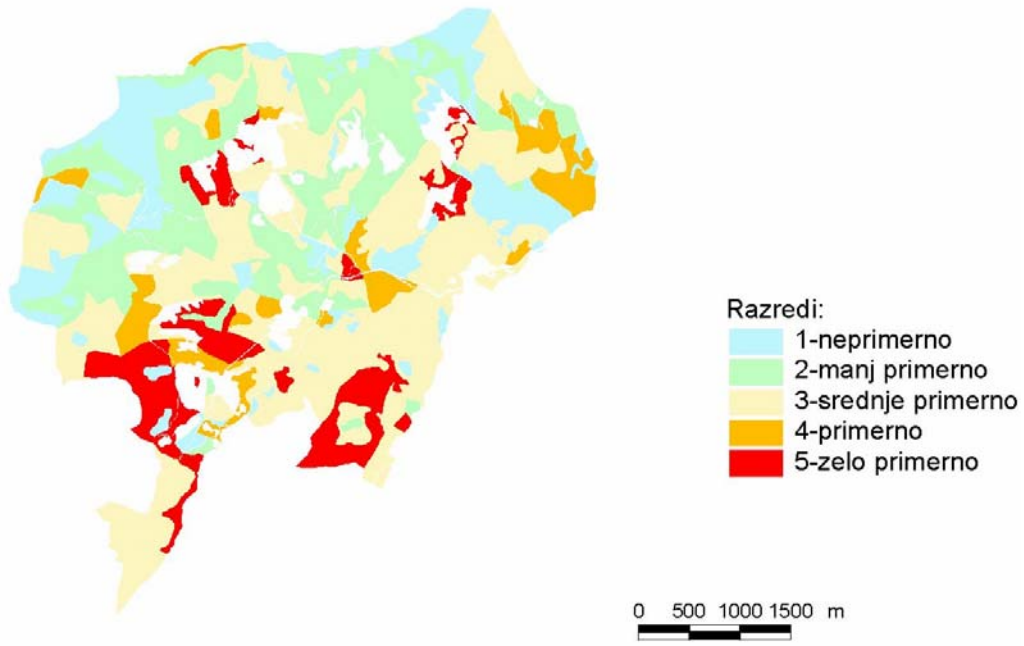 Razredi:
1-neprimerno
2-manj primerno
3-srednje primerno
4-primerno
5-zelo primerno
0 500 1000 1500 m